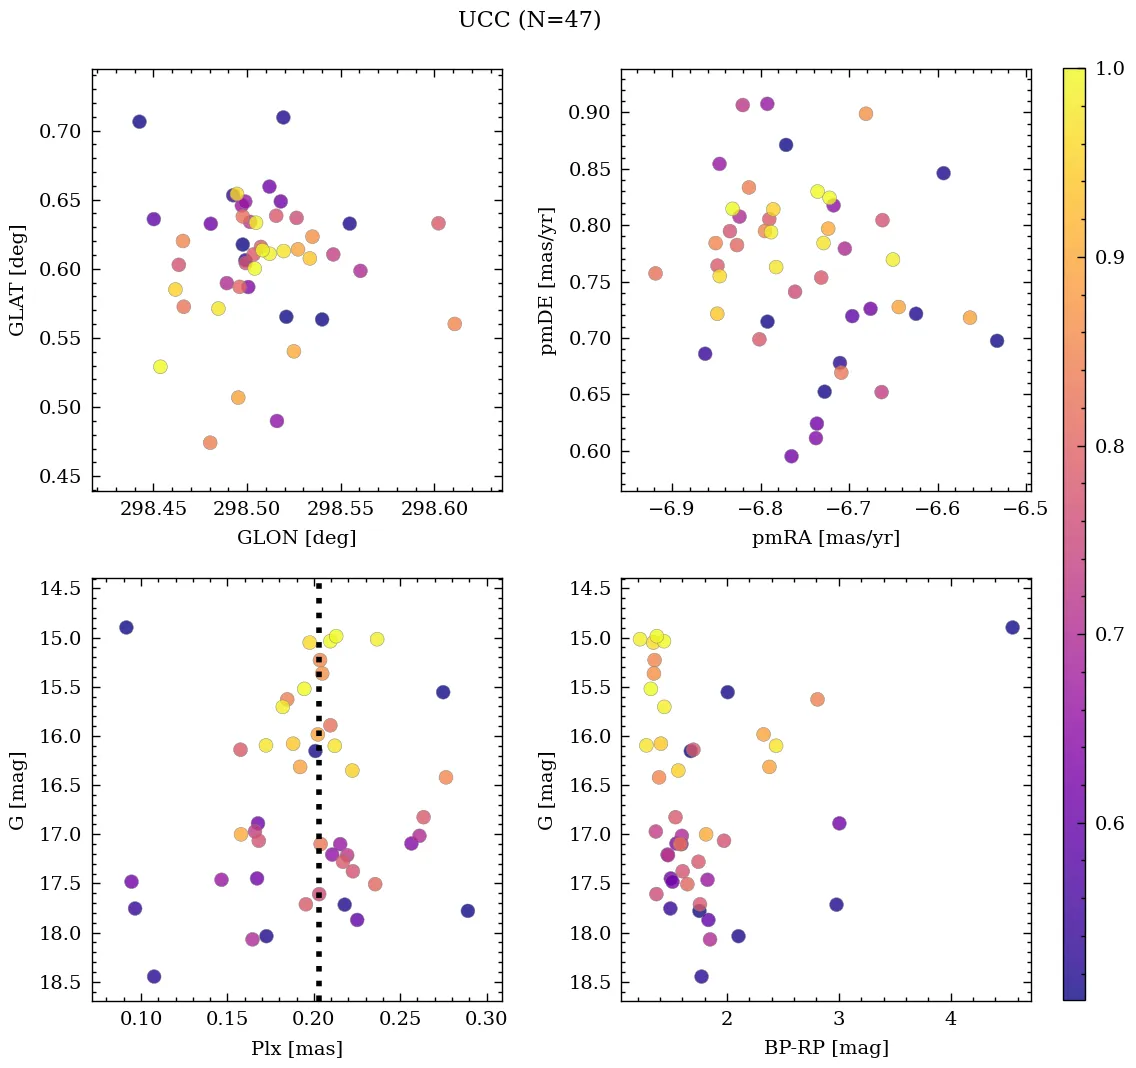 UCC (N=47)
0.70
0.65
0.60
0.55
0.50
0.45
GLAT [deg]
298.45 298.50 298.55 298.60
GLON [deg]
0.90
0.85
0.80
0.75
0.70
0.65
0.60
pmDE [mas/yr]
−6.9 −6.8 −6.7 −6.6 −6.5
pmRA [mas/yr]
14.5
15.0
15.5
16.0
16.5
17.0
17.5
18.0
18.5
G [mag]
0.10 0.15 0.20 0.25 0.30
Plx [mas]
14.5
15.0
15.5
16.0
16.5
17.0
17.5
18.0
18.5
G [mag]
2 3 4
BP-RP [mag]
1.0
0.9
0.8
0.7
0.6